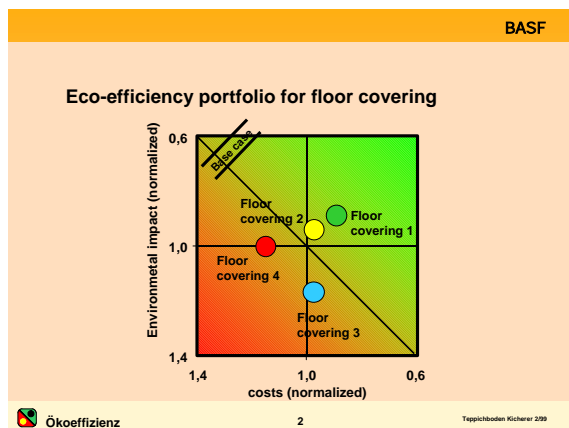 BASF
Eco-efficiency portfolio for floor covering
Environmetal impact (normalized)
0,6
1,0
1,4
Base case
Floor
covering 2
Floor
covering 1
Floor
covering 4
Floor
covering 3
1,4
1,0
0,6
costs (normalized)
Ökoeffizienz
2
Teppichboden Kicherer 2/99